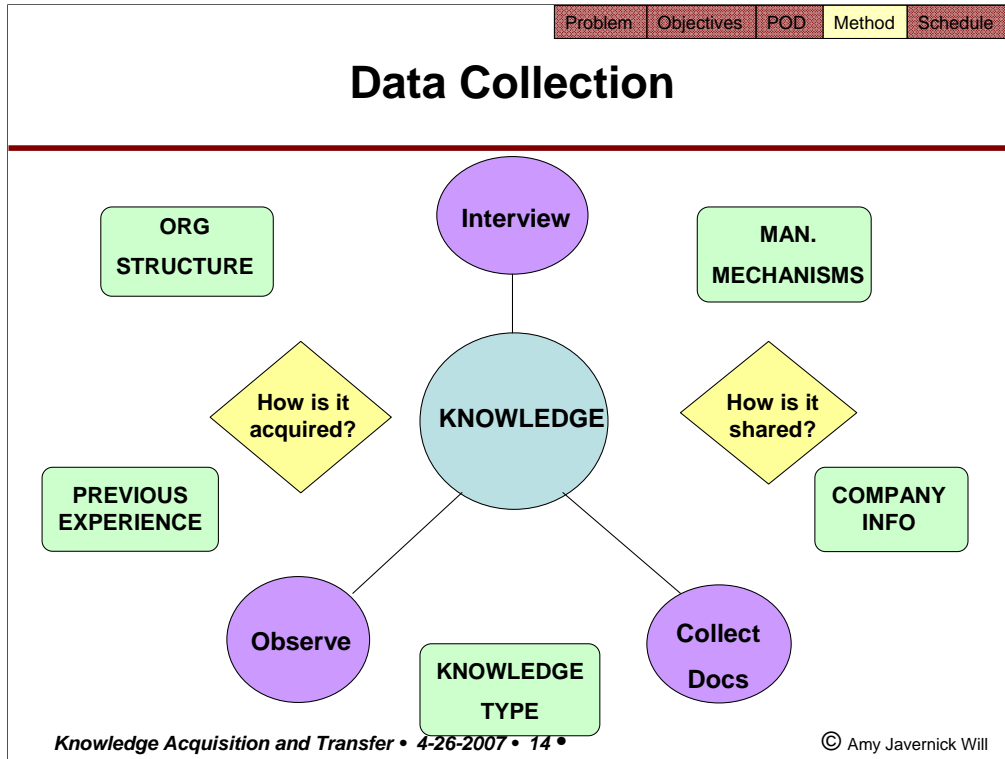 Problem Objectives POD Method Schedule
Data Collection
Interview
ORG
STRUCTURE
MAN.
MECHANISMS
How is it
acquired?
KNOWLEDGE
How is it
shared?
PREVIOUS
EXPERIENCE
COMPANY
INFO
Observe
Collect
Docs
KNOWLEDGE
TYPE
Knowledge Acquisition and Transfer • 4-26-2007 • 14 •
© Amy Javernick Will